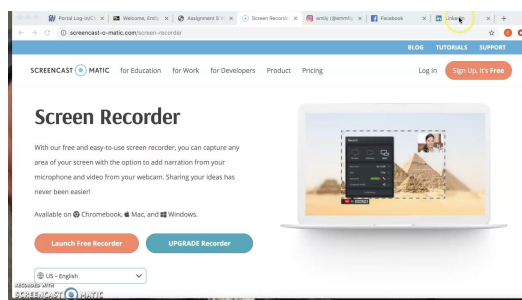 Portal Log-in/C
Welcome, Emily
Assignment 5
Screen Recorder
emily (@emmfi
Facebook
LinkedIn
screencast-o-matic.com/screen-recorder
BLOG TUTORIALS SUPPORT
SCREENCAST MATIC for Education for Work for Developers Product Pricing Log in Sign Up, It's Free
Screen Recorder
With our free and easy-to-use screen recorder, you can capture any
area of your screen with the option to add narration from your
microphone and video from your webcam. Sharing your ideas has
never been easier!
Available on Chromebook, Mac, and Windows.
Launch Free Recorder UPGRADE Recorder
US - English
RECORDED WITH
SCREENCAST MATIC